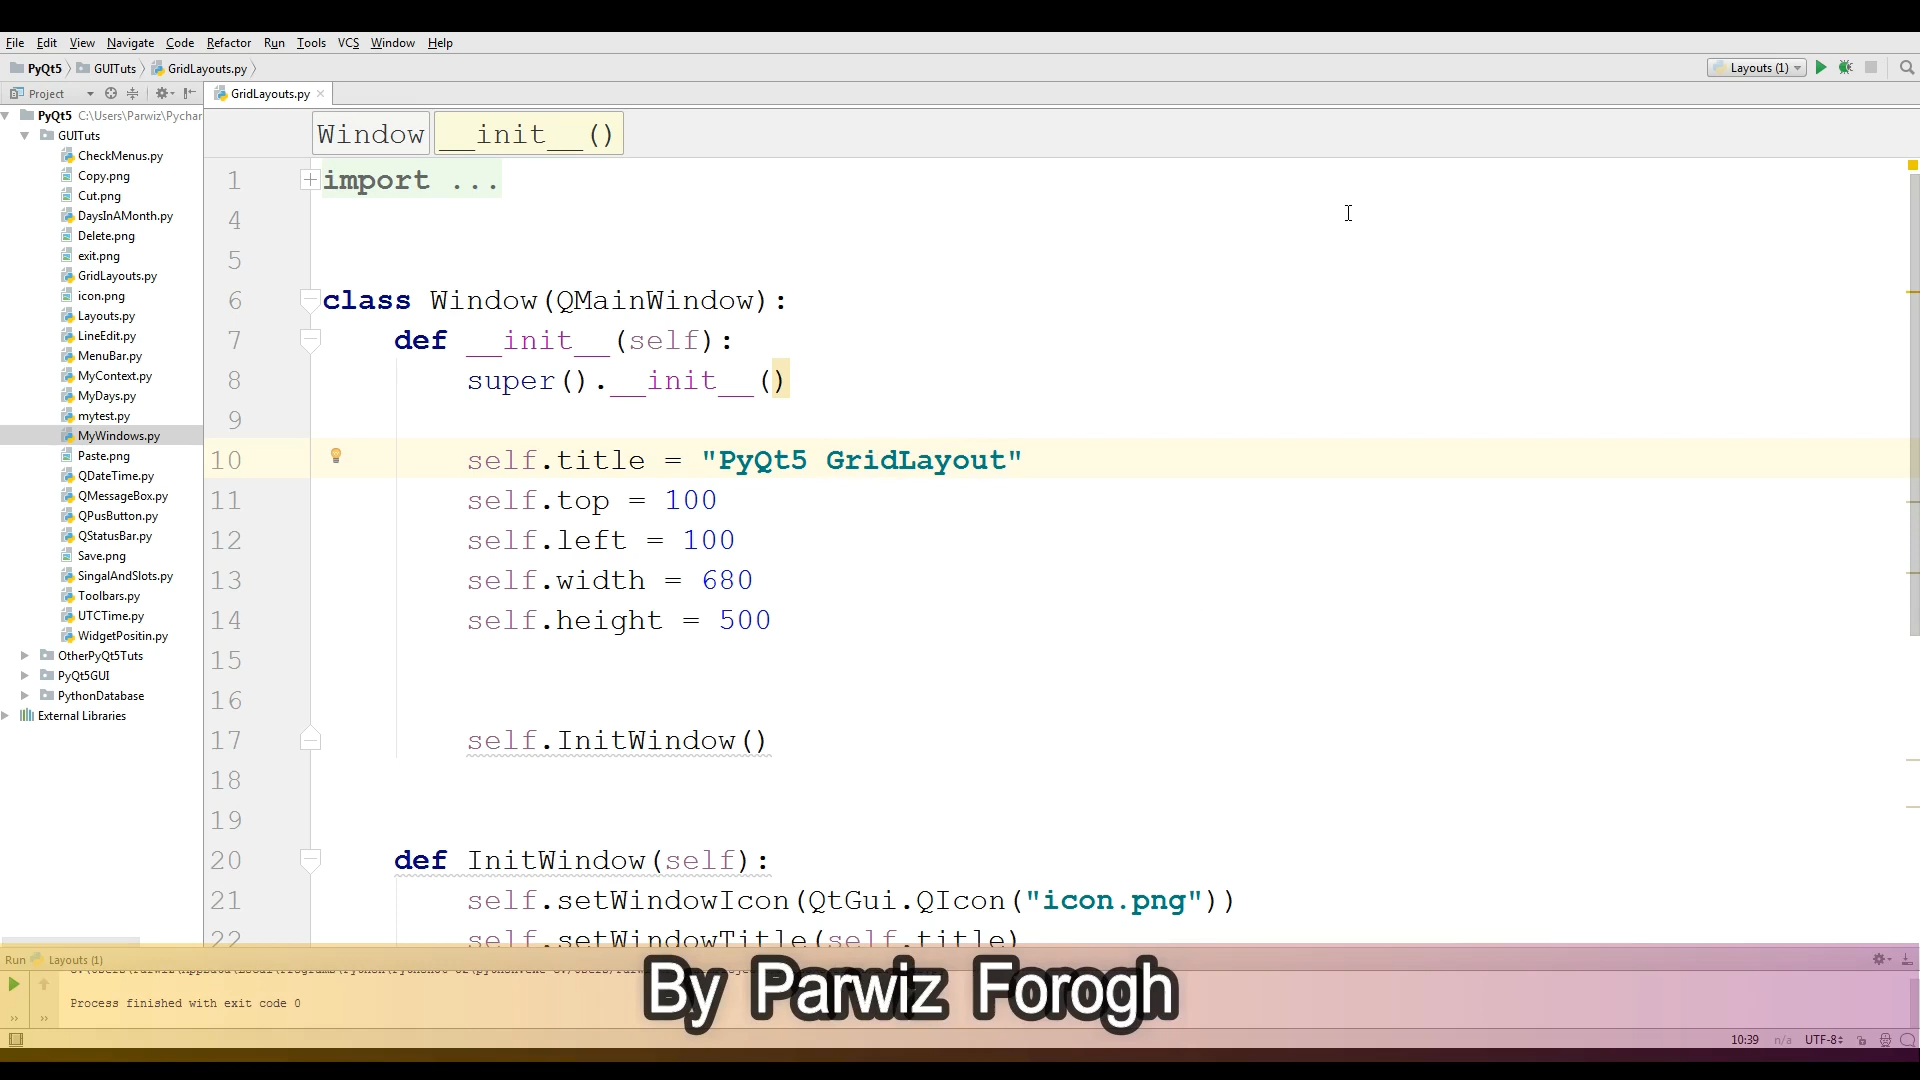 File Edit View Navigate Code Refactor Run Tools VCS Window Help
PyQt5 GUITuts GridLayouts.py Layouts (1)
Project GridLayouts.py
PyQt5 C:\Users\Parwiz\Pychar
GUITuts
CheckMenus.py
Copy.png
Cut.png
DaysInAMonth.py
Delete.png
exit.png
GridLayouts.py
icon.png
Layouts.py
LineEdit.py
MenuBar.py
MyContext.py
MyDays.py
mytest.py
MyWindows.py
Paste.png
QDateTime.py
QMessageBox.py
QPusButton.py
QStatusBar.py
Save.png
SingalAndSlots.py
Toolbars.py
UTCTime.py
WidgetPositin.py
OtherPyQt5Tuts
PyQt5GUI
PythonDatabase
External Libraries
Window __init__()
1 import ...
4
5
6 class Window(QMainWindow):
7 def __init__(self):
8 super().__init__()
9
10 self.title = "PyQt5 GridLayout"
11 self.top = 100
12 self.left = 100
13 self.width = 680
14 self.height = 500
15
16
17 self.InitWindow()
18
19
20 def InitWindow(self):
21 self.setWindowIcon(QtGui.QIcon("icon.png"))
22 self.setWindowTitle(self.title)
Run Layouts (1)
Process finished with exit code 0
By Parwiz Forogh
10:39 n/a UTF-8